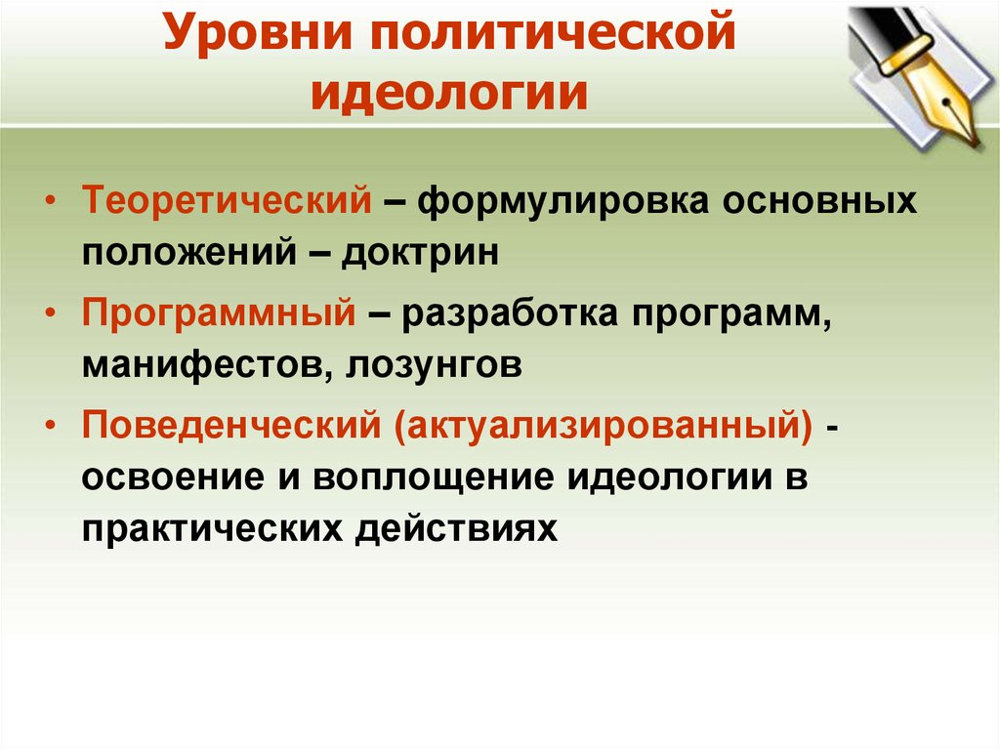 Уровни политической
идеологии
• Теоретический – формулировка основных
положений – доктрин
• Программный – разработка программ,
манифестов, лозунгов
• Поведенческий (актуализированный) -
освоение и воплощение идеологии в
практических действиях